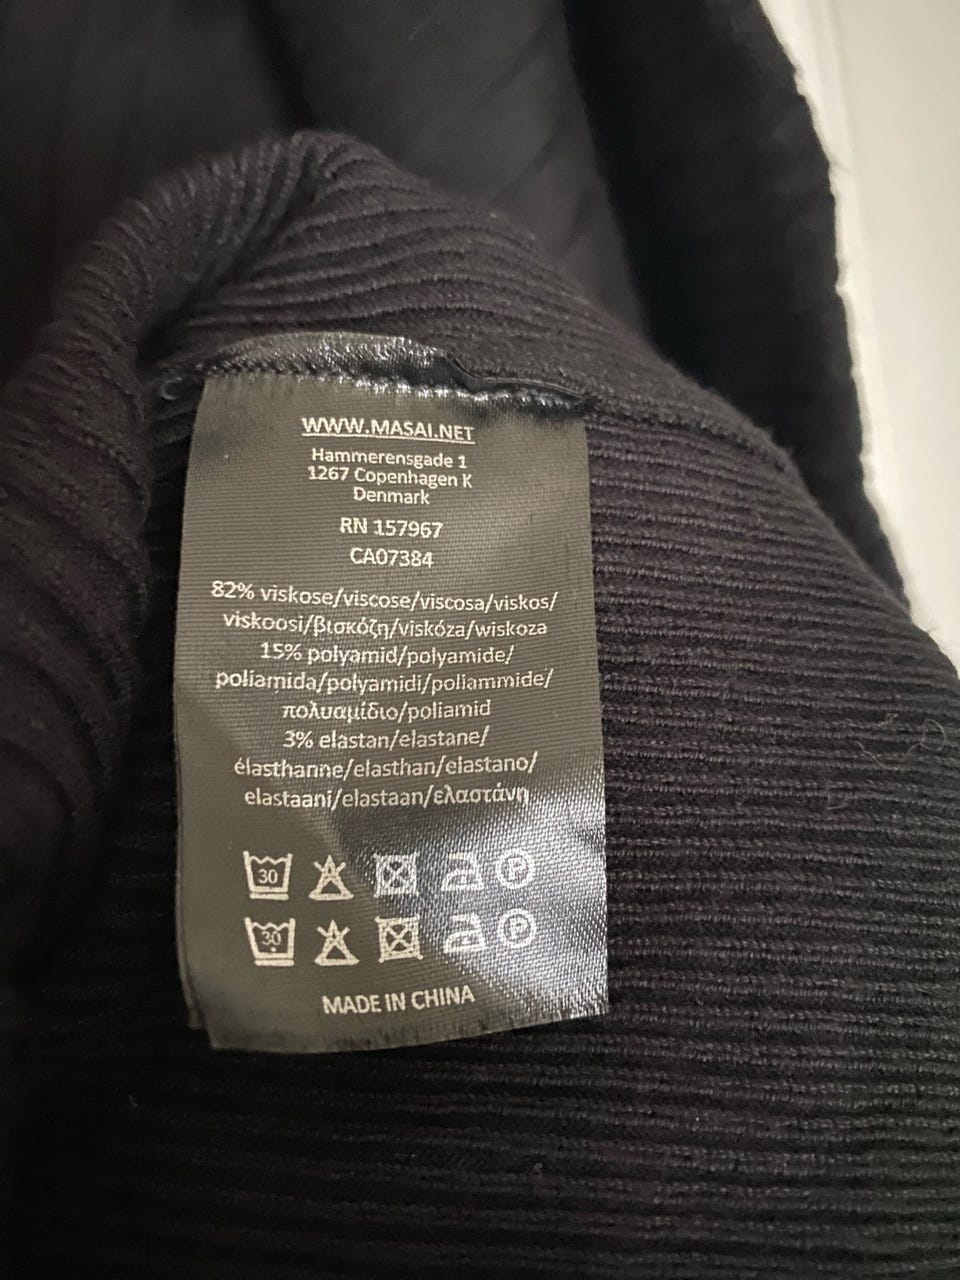 WWW.MASAI.NET
Hammerensgade 1
1267 Copenhagen K
Denmark
RN 157967
CA07384
82% viskose/viscose/viscosa/viskos/
viskoosi/βισκόζη/viskóza/wiskoza
15% polyamid/polyamide/
poliamida/polyamidi/poliammide/
πολυαμίδιο/poliamid
3% elastan/elastane/
élasthanne/elasthan/elastano/
elastaani/elastaan/ελαστάνη
30 P
30 P
MADE IN CHINA